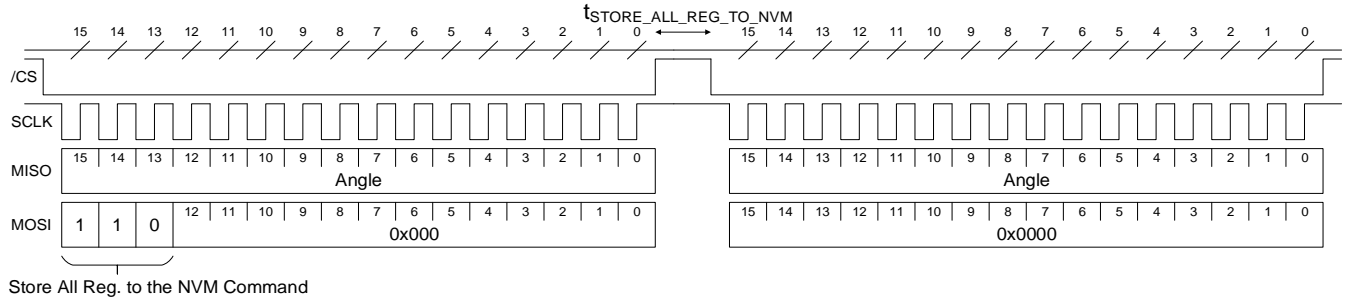 tSTORE_ALL_REG_TO_NVM
15 14 13 12 11 10 9 8 7 6 5 4 3 2 1 0 15 14 13 12 11 10 9 8 7 6 5 4 3 2 1 0
/CS
SCLK
MISO 15 14 13 12 11 10 9 8 7 6 5 4 3 2 1 0 15 14 13 12 11 10 9 8 7 6 5 4 3 2 1 0
Angle Angle
MOSI 1 1 0 12 11 10 9 8 7 6 5 4 3 2 1 0 15 14 13 12 11 10 9 8 7 6 5 4 3 2 1 0
0x000 0x0000
Store All Reg. to the NVM Command